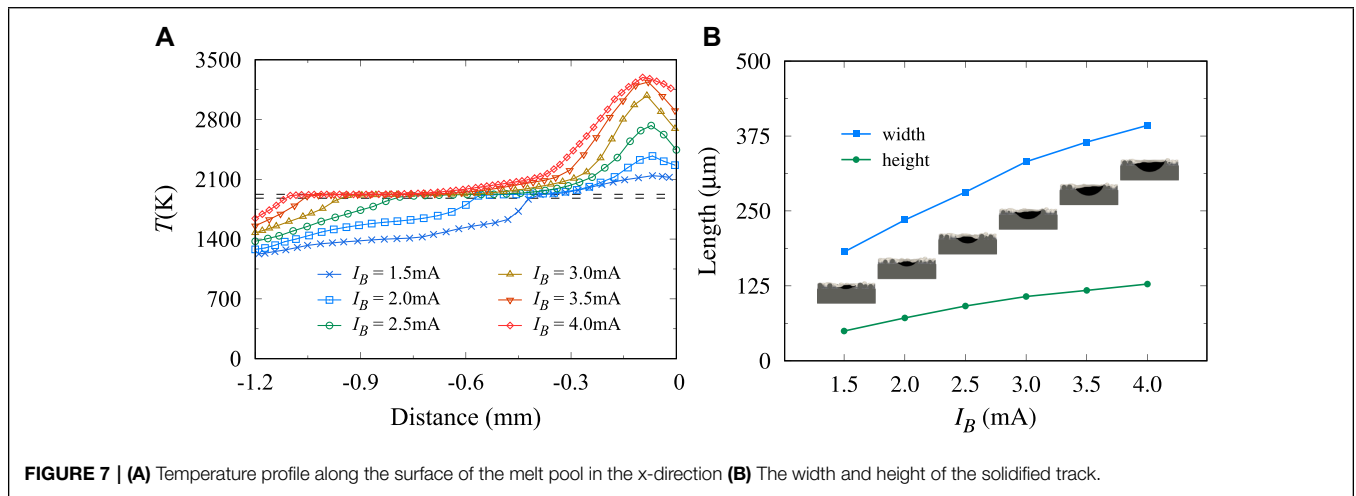 A
B
3500
2800
2100
1400
700
0
T(K)
-1.2
-0.9
-0.6
-0.3
0
Distance (mm)
I_B = 1.5mA
I_B = 2.0mA
I_B = 2.5mA
I_B = 3.0mA
I_B = 3.5mA
I_B = 4.0mA
500
375
250
125
0
Length (μm)
width
height
1.5
2.0
2.5
3.0
3.5
4.0
I_B (mA)
FIGURE 7 | (A) Temperature profile along the surface of the melt pool in the x-direction (B) The width and height of the solidified track.